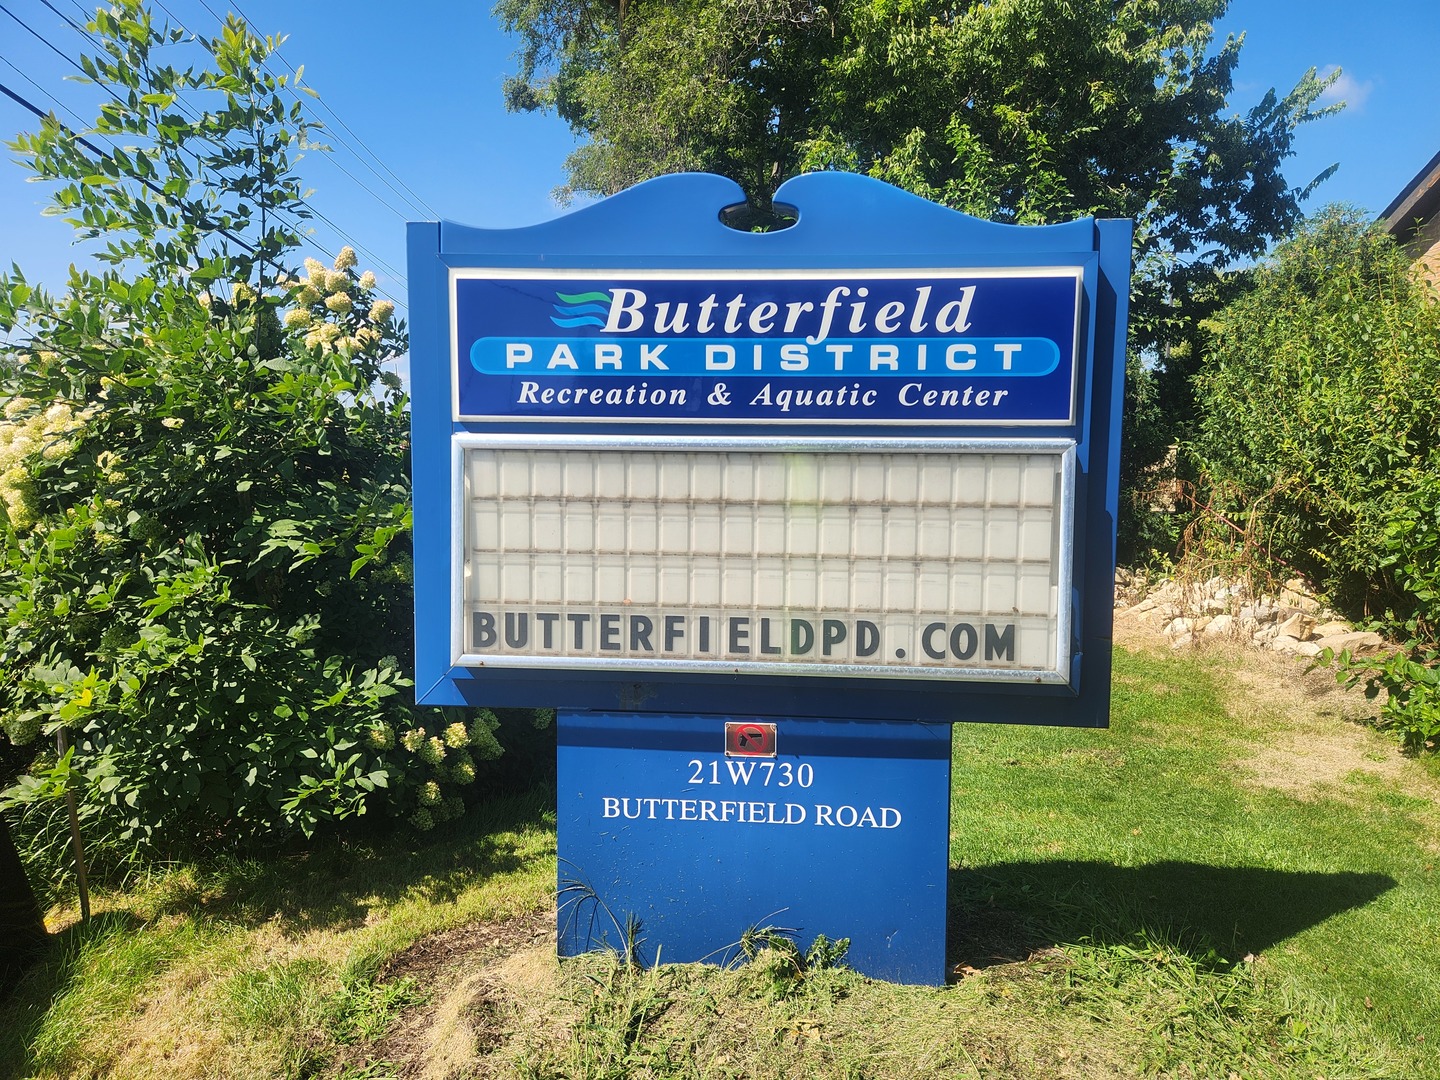 Butterfield
PARK DISTRICT
Recreation & Aquatic Center
BUTTERFIELDPD.COM
21W730
BUTTERFIELD ROAD